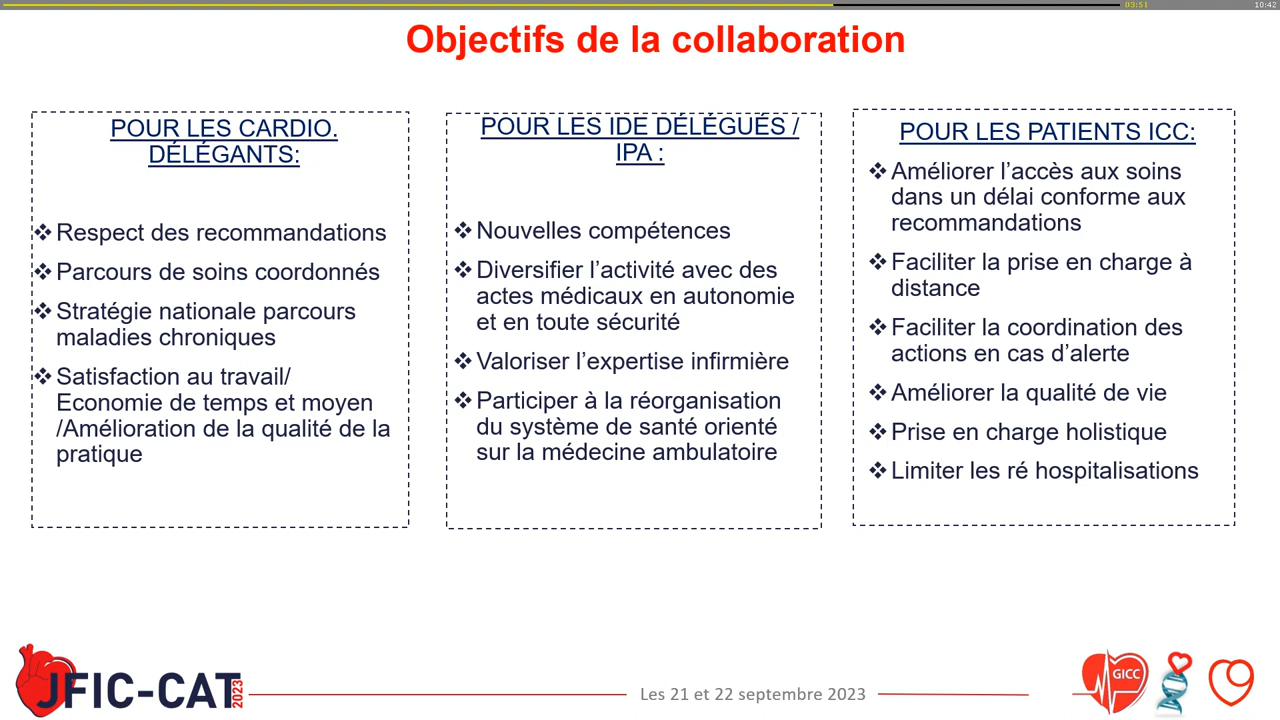 03:51
10:42
Objectifs de la collaboration
POUR LES CARDIO.
DÉLÉGANTS:
❖Respect des recommandations
❖Parcours de soins coordonnés
❖Stratégie nationale parcours
maladies chroniques
❖Satisfaction au travail/
Economie de temps et moyen
/Amélioration de la qualité de la
pratique
POUR LES IDE DÉLÉGUÉS /
IPA :
❖Nouvelles compétences
❖Diversifier l’activité avec des
actes médicaux en autonomie
et en toute sécurité
❖Valoriser l’expertise infirmière
❖Participer à la réorganisation
du système de santé orienté
sur la médecine ambulatoire
POUR LES PATIENTS ICC:
❖Améliorer l’accès aux soins
dans un délai conforme aux
recommandations
❖Faciliter la prise en charge à
distance
❖Faciliter la coordination des
actions en cas d’alerte
❖Améliorer la qualité de vie
❖Prise en charge holistique
❖Limiter les ré hospitalisations
JFIC-CAT
2023
Les 21 et 22 septembre 2023
GICC